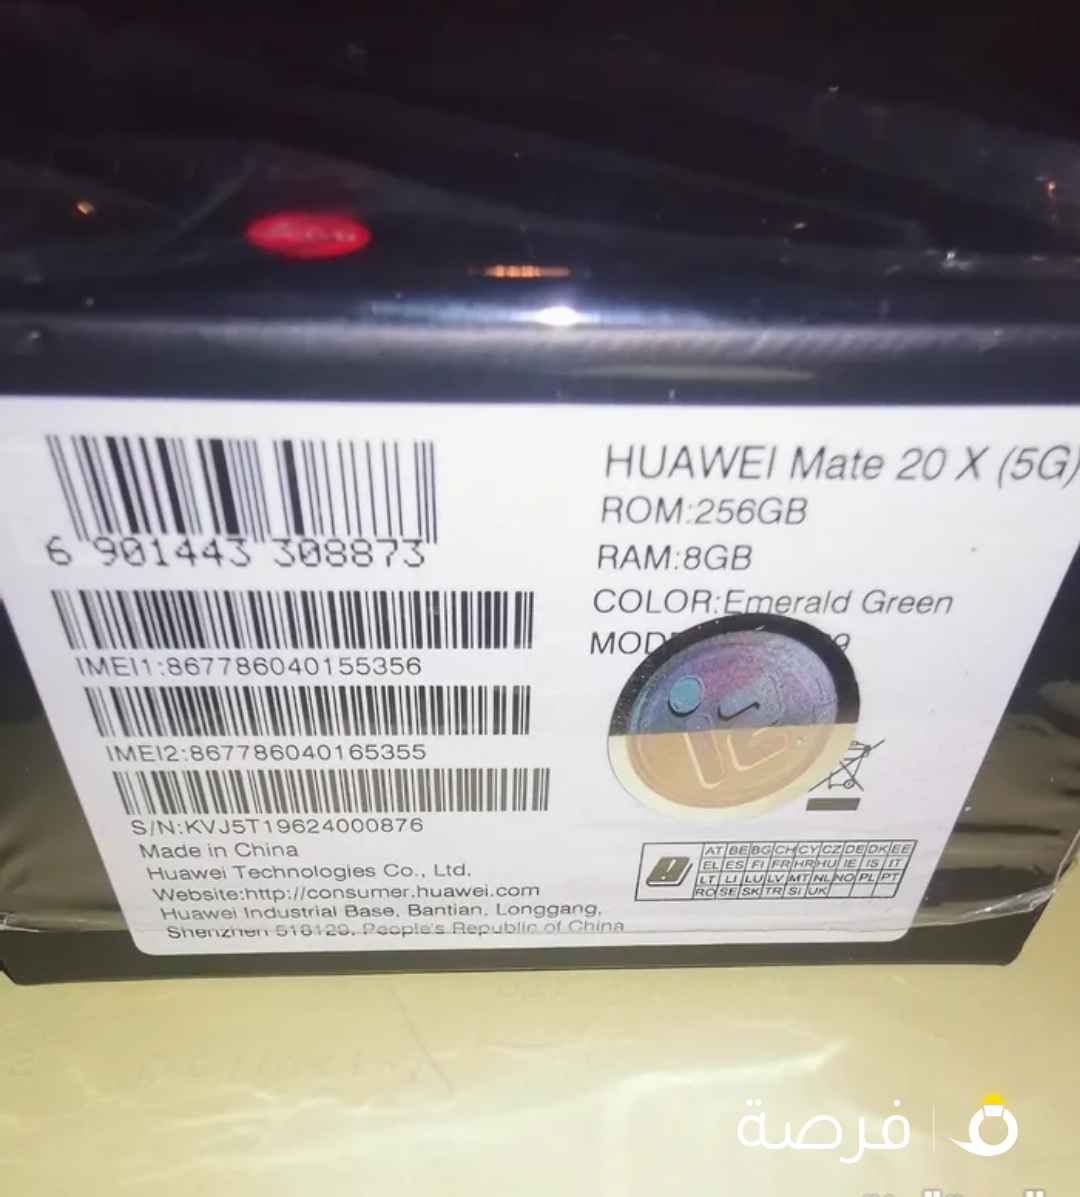 6 901443 308873
IMEI1:867786040155356
IMEI2:867786040165355
S/N:KVJ5T19624000876
Made in China
Huawei Technologies Co., Ltd.
Website:http://consumer.huawei.com
Huawei Industrial Base, Bantian, Longgang,
Shenzhen 518129, People's Republic of China
HUAWEI Mate 20 X (5G)
ROM:256GB
RAM:8GB
COLOR:Emerald Green
AT BE BG CH CY CZ DE DK EE
EL ES FI FR HR HU IE IS IT
LT LI LU LV MT NL NO PL PT
RO SE SK TR SI UK
فرصة